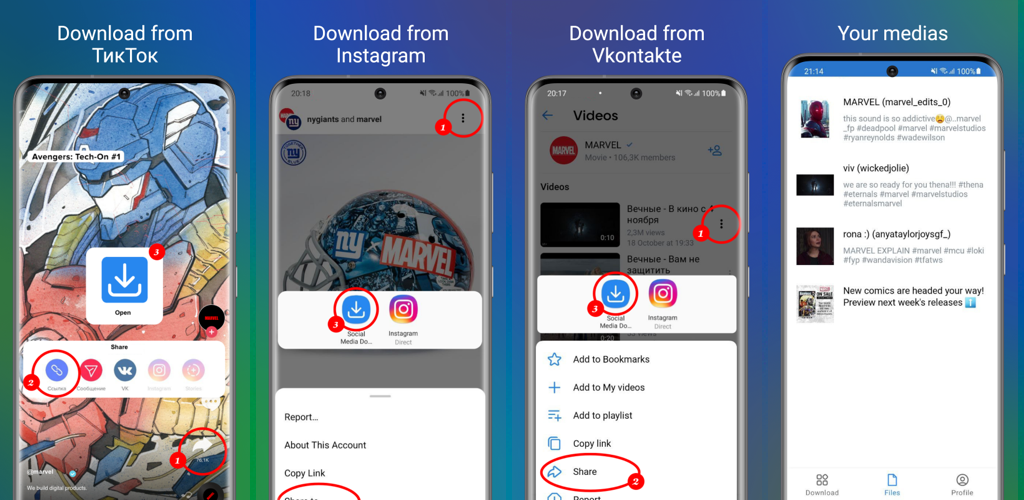 Download from
ТикТок
Avengers: Tech-On #1
3
Open
Share
2
Ссылка
Сообщение
VK
Instagram
Stories
1
76.1K
@marvel
We build digital products.
Download from
Instagram
20:18
100%
nygiants and marvel
1
ny
MARVEL
3
Social
Media Do...
Instagram
Direct
Report...
About This Account
Copy Link
Share to...
Download from
Vkontakte
20:17
100%
Videos
MARVEL
MARVEL
Movie • 106,3K members
Videos
Вечные - В кино с 4
ноября
2,3M views
18 October at 19:33
0:10
1
Вечные - Вам не
защитить
3
Social
Media Do...
Instagram
Direct
Add to Bookmarks
Add to My videos
Add to playlist
Copy link
Share
2
Report
Your medias
21:14
100%
MARVEL (marvel_edits_0)
this sound is so addictive😩@..marvel
_fp #deadpool #marvel #marvelstudios
#ryanreynolds #wadewilson
viv (wickedjolie)
we are so ready for you thena!!! #thena
#eternals #marvel #marvelstudios
#eternalsmarvel
rona :) (anyataylorjoysgf_)
MARVEL EXPLAIN #marvel #mcu #loki
#fyp #wandavision #tfatws
New comics are headed your way!
Preview next week's releases ⬇️
Download
Files
Profile